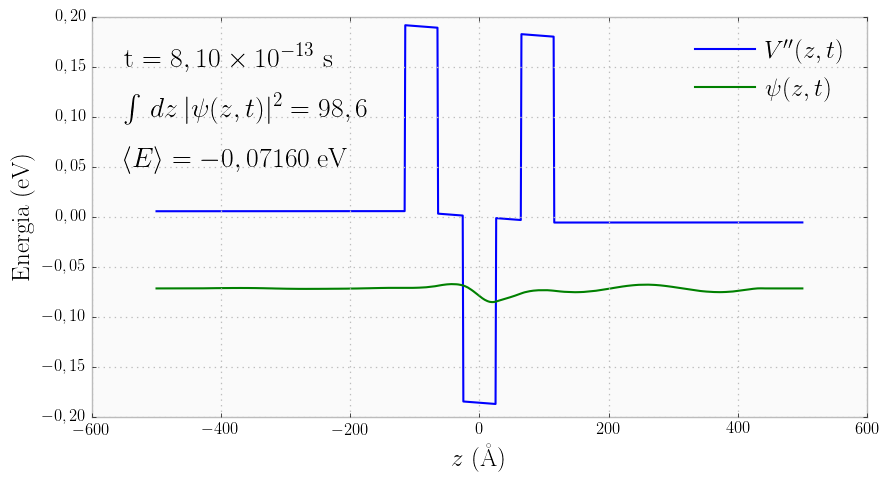 t = 8,10 × 10⁻¹³ s
∫ dz |ψ(z, t)|² = 98,6
⟨E⟩ = −0,07160 eV
V″(z, t)
ψ(z, t)
Energia (eV)
0,20
0,15
0,10
0,05
0,00
−0,05
−0,10
−0,15
−0,20
−600
−400
−200
0
200
400
600
z (Å)